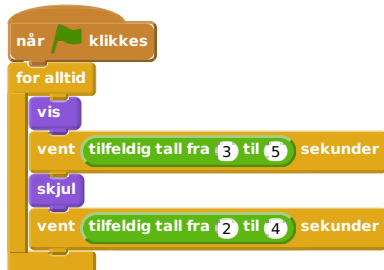 når klikkes
for alltid
vis
vent tilfeldig tall fra 3 til 5 sekunder
skjul
vent tilfeldig tall fra 2 til 4 sekunder